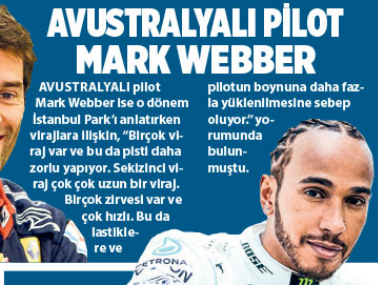 AVUSTRALYALI PİLOT
MARK WEBBER
AVUSTRALYALI pilot
Mark Webber ise o dönem
İstanbul Park’ı anlatırken
virajlara ilişkin, “Birçok vi-
raj var ve bu da pisti daha
zorlu yapıyor. Sekizinci vi-
raj çok çok uzun bir viraj.
Birçok zirvesi var ve
çok hızlı. Bu da
lastikle-
re ve
pilotun boynuna daha faz-
la yüklenilmesine sebep
oluyor.” yo-
rumunda
bulun-
muştu.
PETRONAS
BOSE